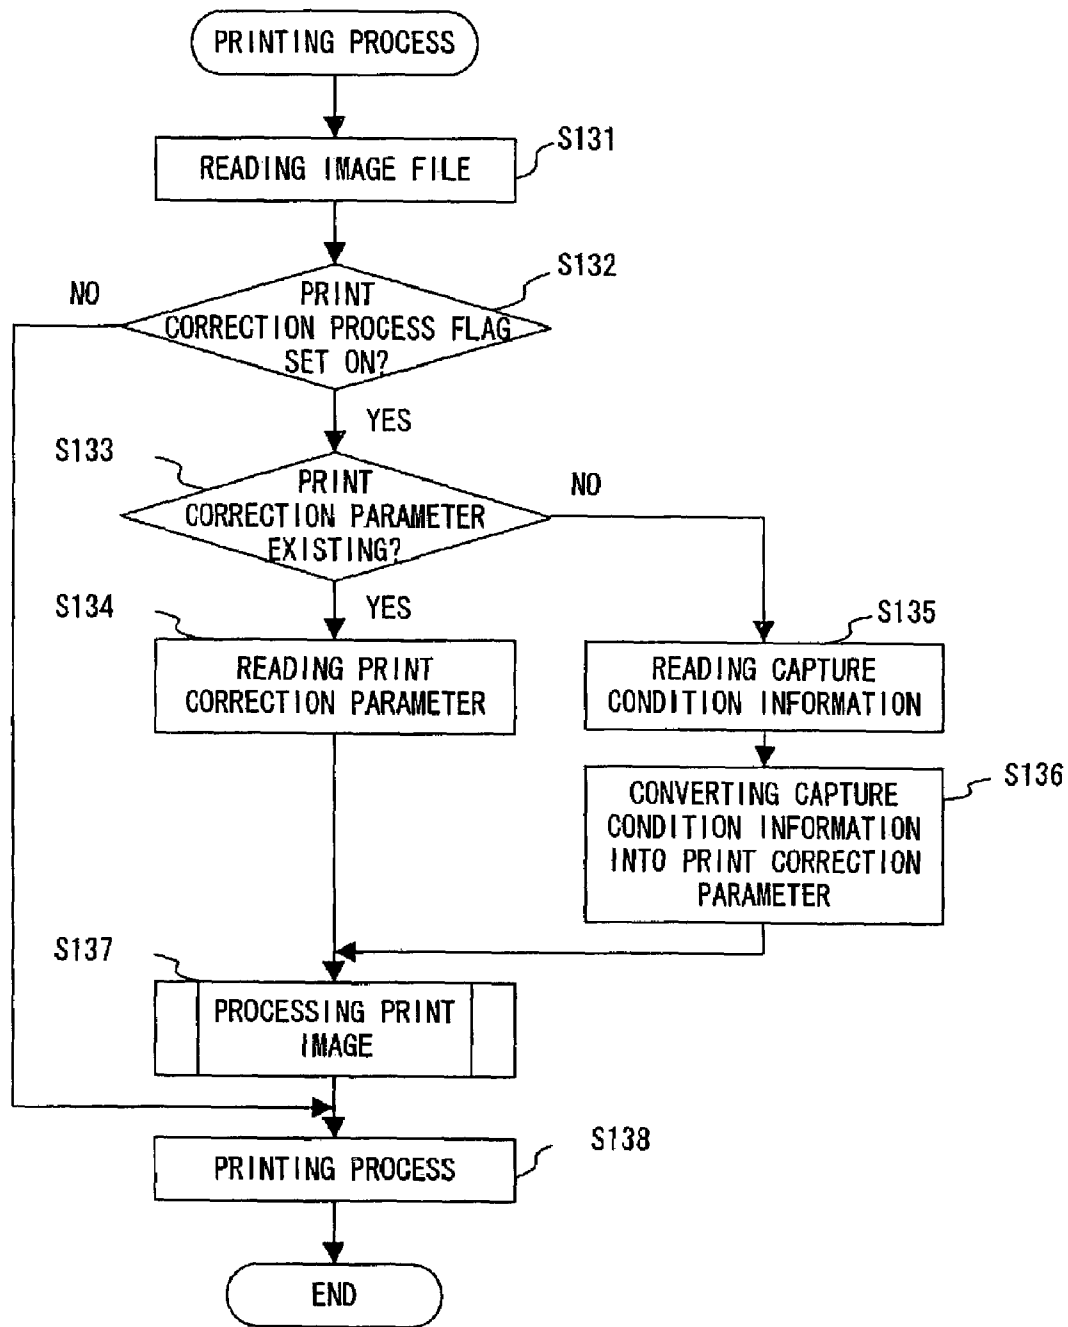 PRINTING PROCESS
S131
READING IMAGE FILE
S132
NO
PRINT
CORRECTION PROCESS FLAG
SET ON?
YES
S133
PRINT
CORRECTION PARAMETER
EXISTING?
NO
S134
YES
S135
READING PRINT
CORRECTION PARAMETER
READING CAPTURE
CONDITION INFORMATION
S136
CONVERTING CAPTURE
CONDITION INFORMATION
INTO PRINT CORRECTION
PARAMETER
S137
PROCESSING PRINT
IMAGE
S138
PRINTING PROCESS
END